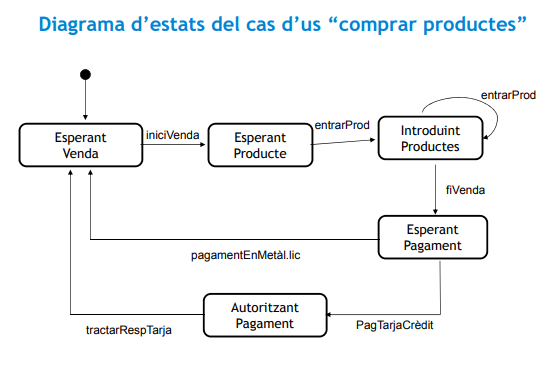 Diagrama d’estats del cas d’us “comprar productes”
Esperant
Venda
iniciVenda
Esperant
Producte
entrarProd
Introduint
Productes
entrarProd
fiVenda
Esperant
Pagament
pagamentEnMetàl.lic
Autoritzant
Pagament
PagTarjaCrèdit
tractarRespTarja